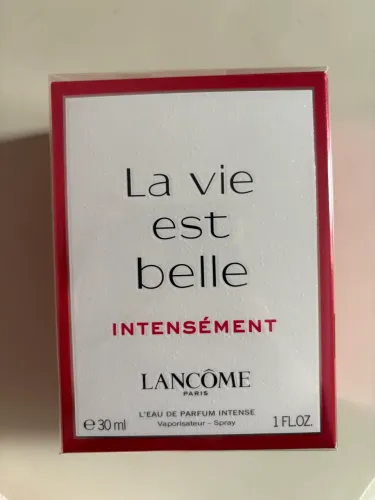 La vie
est
belle
INTENSÉMENT
LANCÔME
PARIS
L'EAU DE PARFUM INTENSE
Vaporisateur - Spray
℮ 30 ml 1 FL.OZ.